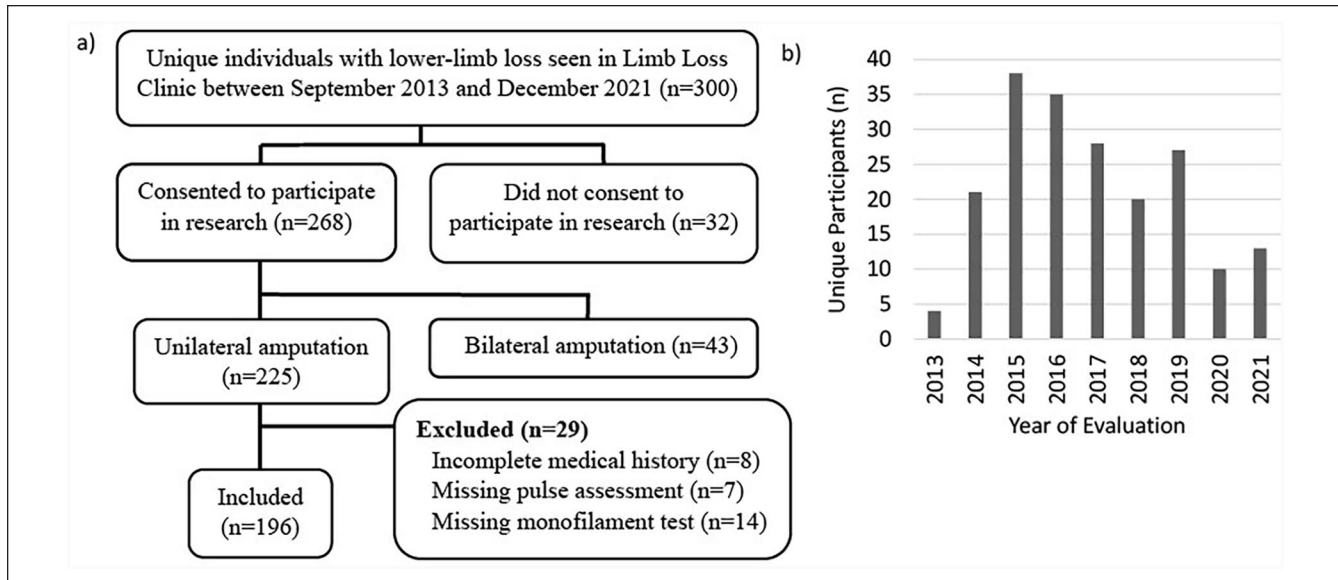 a)
Unique individuals with lower-limb loss seen in Limb Loss
Clinic between September 2013 and December 2021 (n=300)
Consented to participate
in research (n=268)
Did not consent to
participate in research (n=32)
Unilateral amputation
(n=225)
Bilateral amputation (n=43)
Excluded (n=29)
Incomplete medical history (n=8)
Missing pulse assessment (n=7)
Missing monofilament test (n=14)
Included
(n=196)
b)
Unique Participants (n)
40
35
30
25
20
15
10
5
0
2013
2014
2015
2016
2017
2018
2019
2020
2021
Year of Evaluation